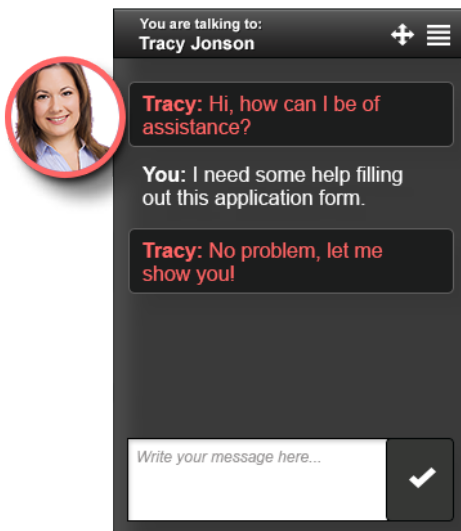 You are talking to:
Tracy Jonson
Tracy: Hi, how can I be of
assistance?
You: I need some help filling
out this application form.
Tracy: No problem, let me
show you!
Write your message here...